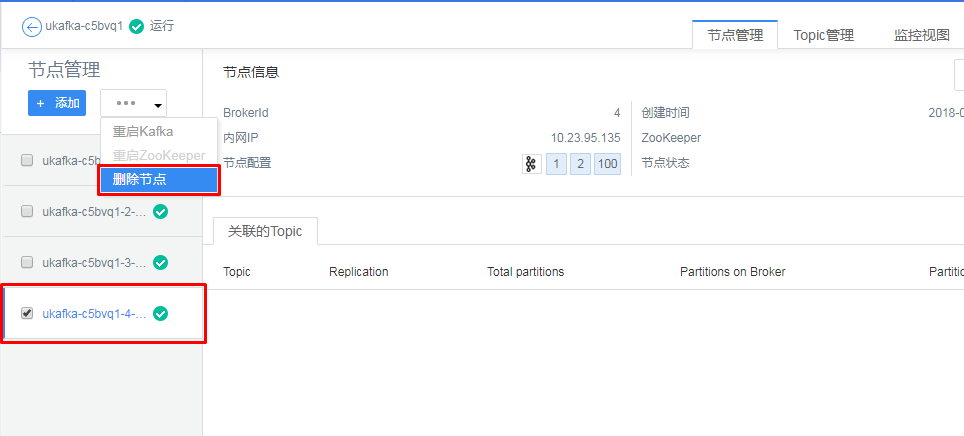 ukafka-c5bvq1 运行
节点管理 Topic管理 监控视图
节点管理
+ 添加 •••
重启Kafka
重启ZooKeeper
删除节点
ukafka-c5b
ukafka-c5bvq1-2-...
ukafka-c5bvq1-3-...
ukafka-c5bvq1-4-...
节点信息
BrokerId 4 创建时间 2018-0
内网IP 10.23.95.135 ZooKeeper
节点配置 1 2 100 节点状态
关联的Topic
Topic Replication Total partitions Partitions on Broker Partitio